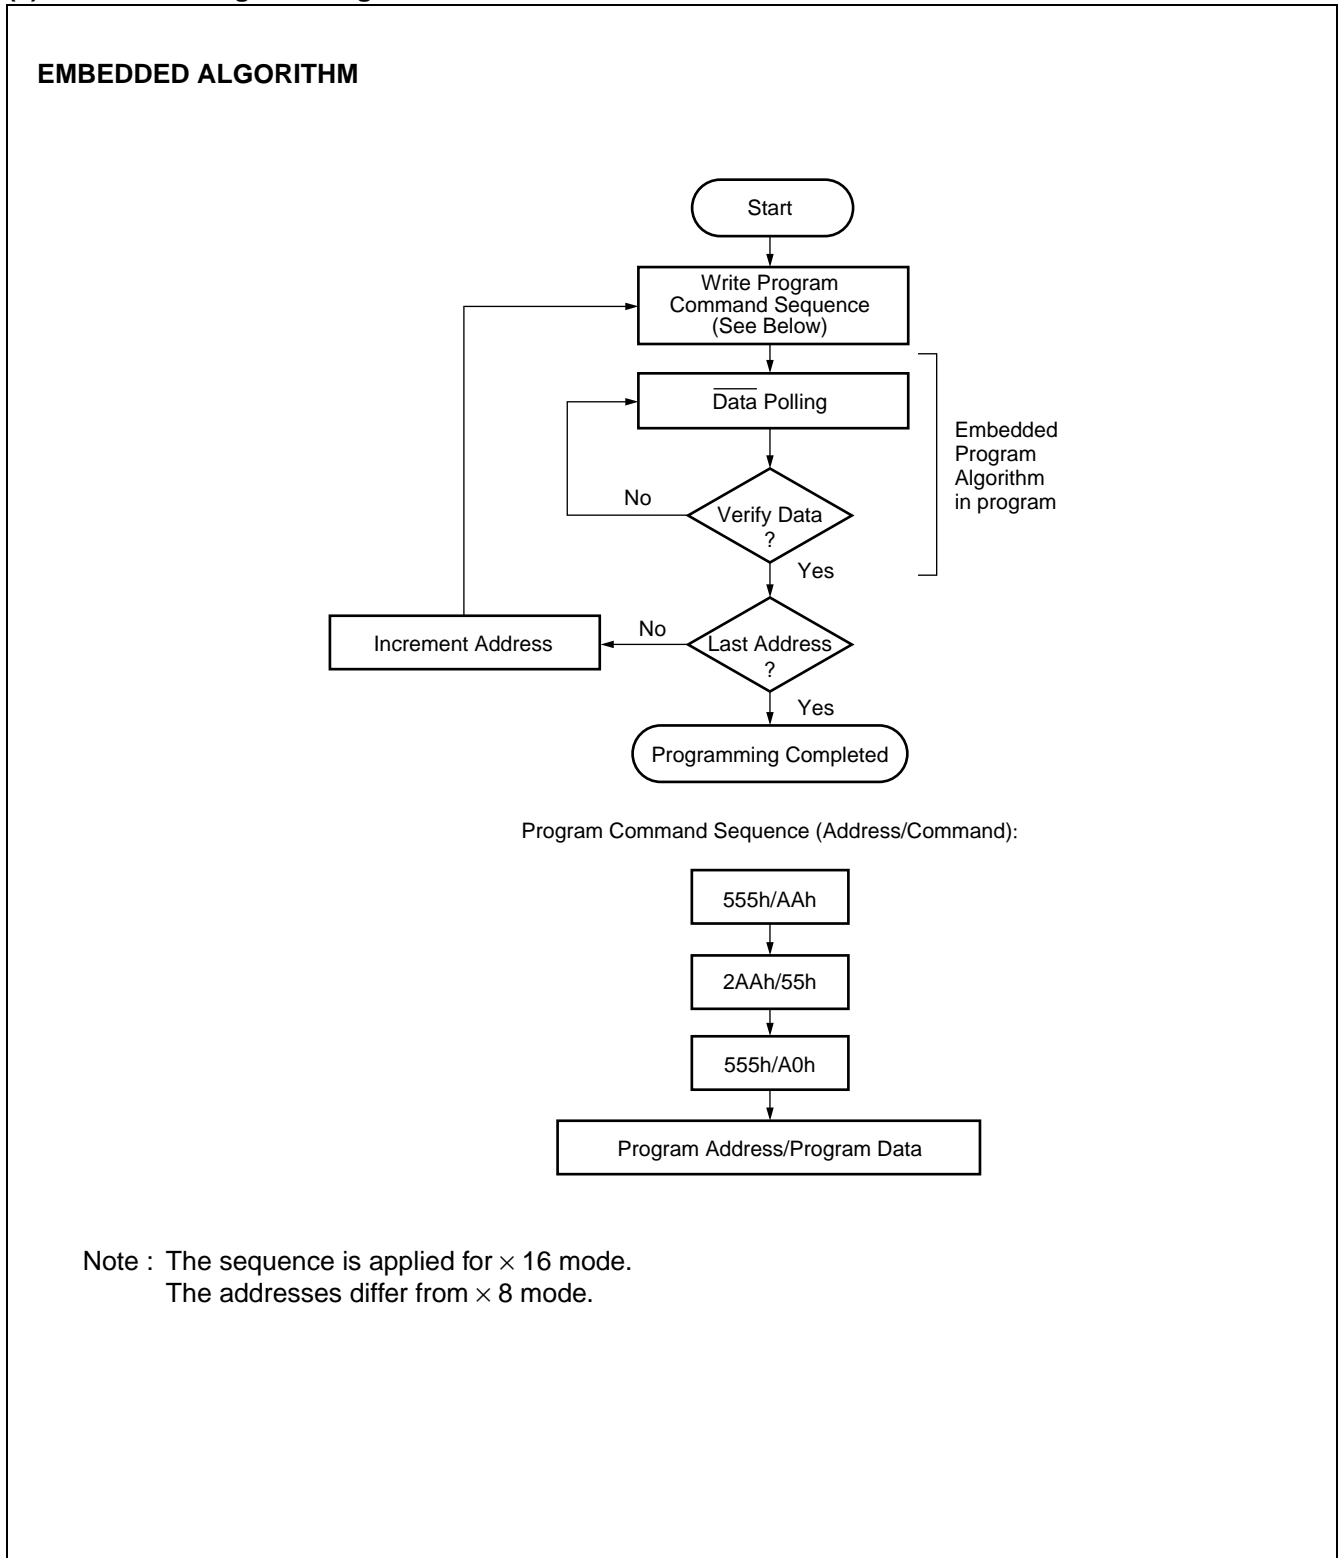 EMBEDDED ALGORITHM
Start
Write Program
Command Sequence
(See Below)
Data Polling
Embedded
Program
Algorithm
in program
No
Verify Data
?
Yes
Increment Address
No
Last Address
?
Yes
Programming Completed
Program Command Sequence (Address/Command):
555h/AAh
2AAh/55h
555h/A0h
Program Address/Program Data
Note : The sequence is applied for × 16 mode.
The addresses differ from × 8 mode.